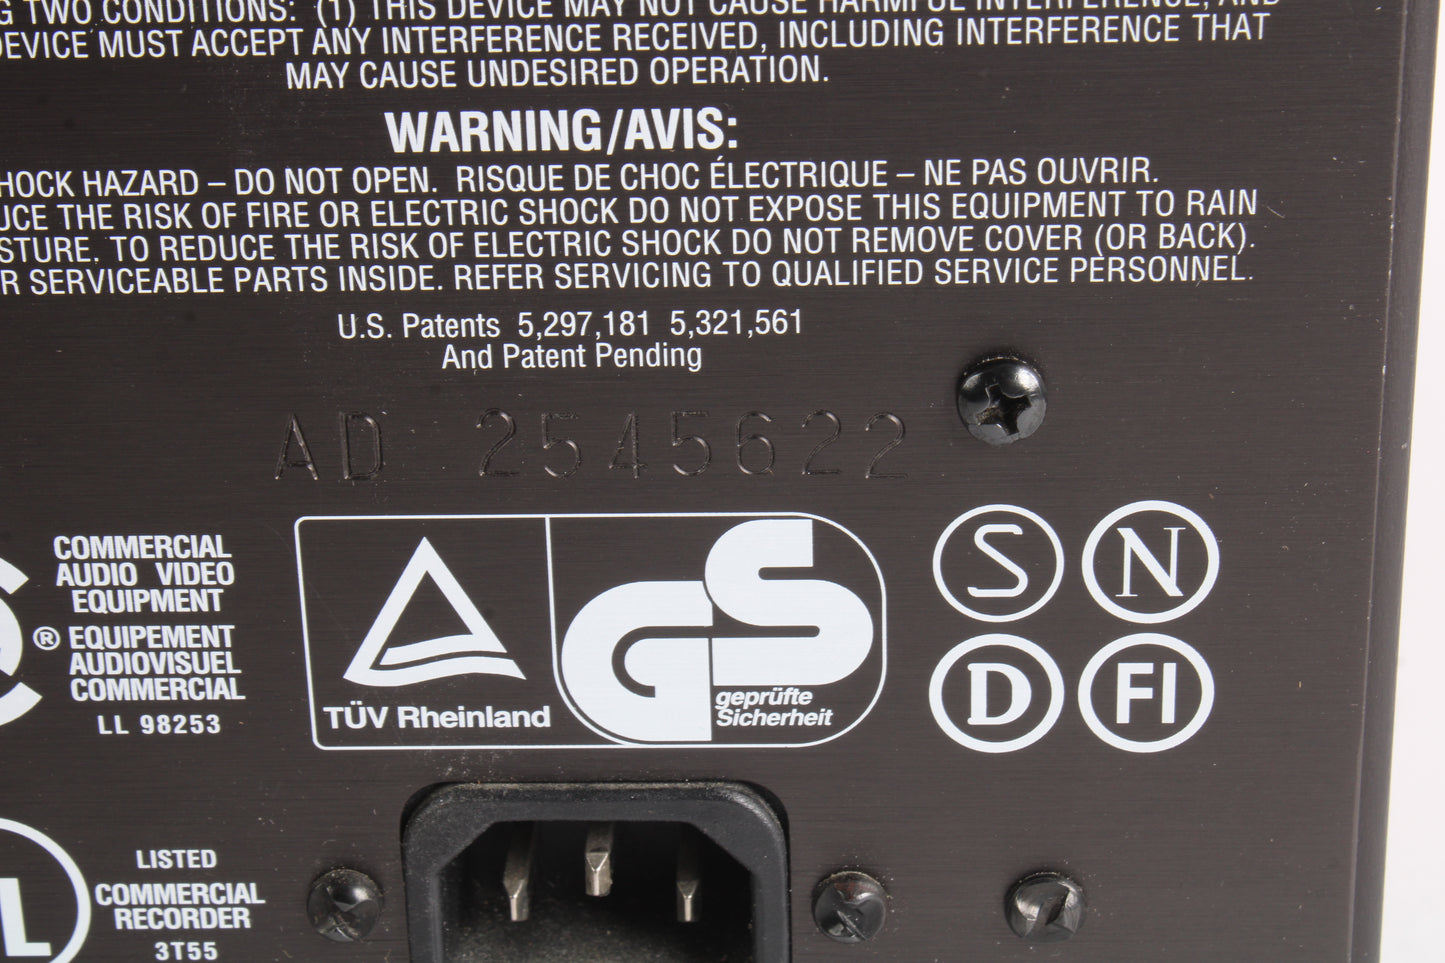 TWO CONDITIONS: (1) THIS DEVICE MAY NOT CAUSE HARMFUL INTERFERENCE, AND
DEVICE MUST ACCEPT ANY INTERFERENCE RECEIVED, INCLUDING INTERFERENCE THAT
MAY CAUSE UNDESIRED OPERATION.
WARNING/AVIS:
HOCK HAZARD – DO NOT OPEN. RISQUE DE CHOC ÉLECTRIQUE – NE PAS OUVRIR.
UCE THE RISK OF FIRE OR ELECTRIC SHOCK DO NOT EXPOSE THIS EQUIPMENT TO RAIN
STURE. TO REDUCE THE RISK OF ELECTRIC SHOCK DO NOT REMOVE COVER (OR BACK).
R SERVICEABLE PARTS INSIDE. REFER SERVICING TO QUALIFIED SERVICE PERSONNEL.
U.S. Patents 5,297,181 5,321,561
And Patent Pending
AD 2545622
COMMERCIAL
AUDIO VIDEO
EQUIPMENT
® EQUIPEMENT
AUDIOVISUEL
COMMERCIAL
LL 98253
TÜV Rheinland
GS
geprüfte
Sicherheit
S N
D FI
L
LISTED
COMMERCIAL
RECORDER
3T55